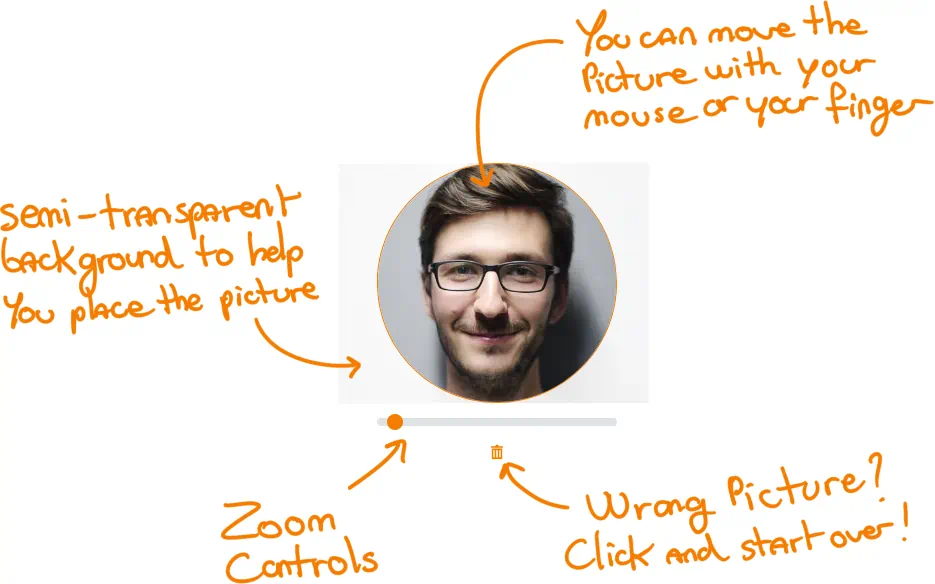 You can move the
Picture with your
mouse or your finger
semi-transparent
background to help
You place the picture
Zoom
Controls
Wrong Picture?
Click and start over!